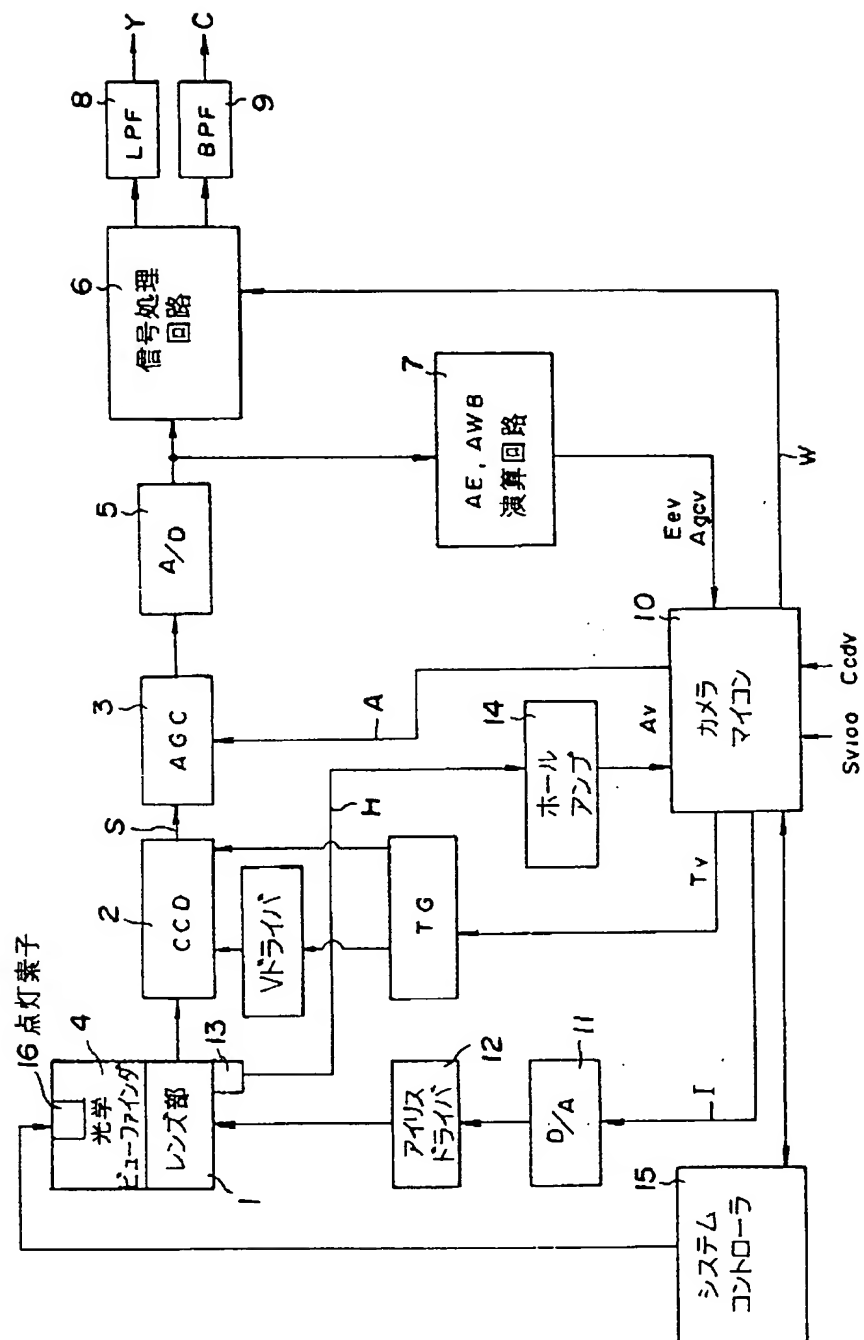 16 点灯素子
4
光学
ビューファインダ
レンズ部
1
13
2
CCD
S
3
AGC
5
A/D
6
信号処理
回路
8
LPF
Y
9
BPF
C
Vドライバ
TG
H
A
7
AE, AWB
演算回路
12
アイリス
ドライバ
11
D/A
14
ホール
アンプ
Eev
Agcv
Tv
Av
10
カメラ
マイコン
I
W
Sv100
Ccdv
15
システム
コントローラ